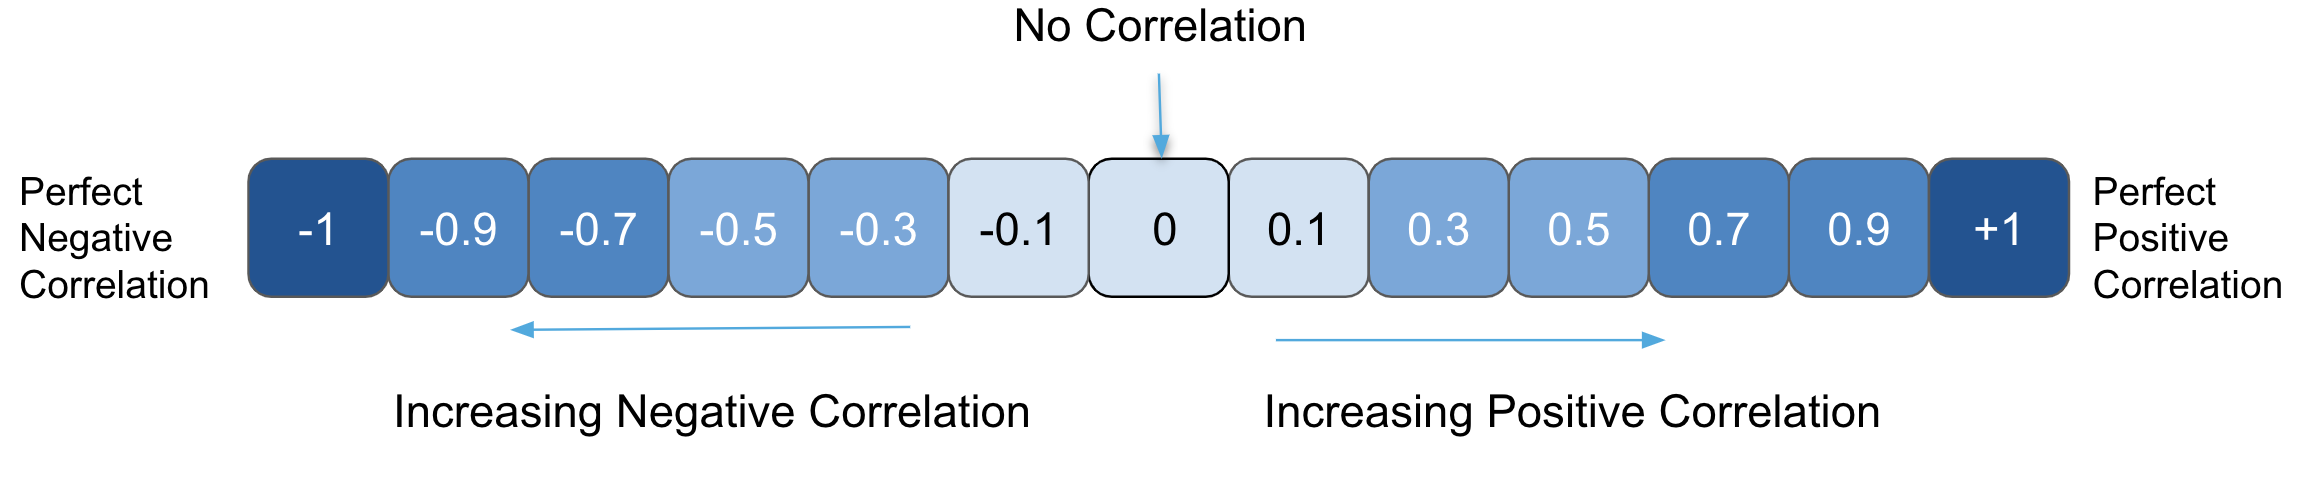 No Correlation
Perfect
Negative
Correlation
-1 -0.9 -0.7 -0.5 -0.3 -0.1 0 0.1 0.3 0.5 0.7 0.9 +1
Perfect
Positive
Correlation
Increasing Negative Correlation
Increasing Positive Correlation